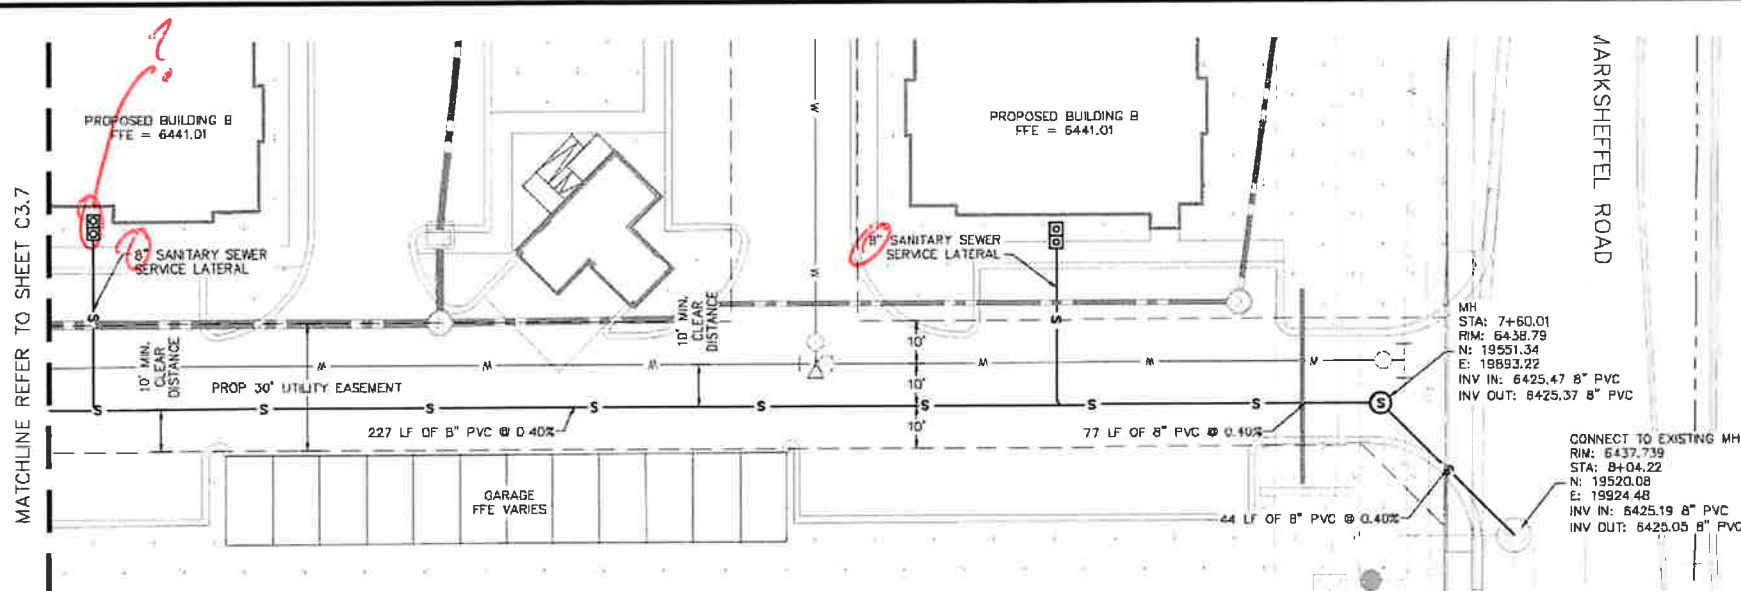 ?
PROPOSED BUILDING B
FFE = 6441.01
PROPOSED BUILDING B
FFE = 6441.01
MARKSHEFFEL ROAD
MATCHLINE REFER TO SHEET C3.7
8" SANITARY SEWER
SERVICE LATERAL
8" SANITARY SEWER
SERVICE LATERAL
10' MIN.
CLEAR
DISTANCE
10' MIN.
CLEAR
DISTANCE
PROP 30' UTILITY EASEMENT
10'
10'
10'
W
W
W
W
W
W
W
S
S
S
S
S
S
S
S
S
S
S
S
227 LF OF 8" PVC @ 0.40%
77 LF OF 8" PVC @ 0.40%
44 LF OF 8" PVC @ 0.40%
GARAGE
FFE VARIES
MH
STA: 7+60.01
RIM: 6438.79
N: 19551.34
E: 19893.22
INV IN: 6425.47 8" PVC
INV OUT: 6425.37 8" PVC
CONNECT TO EXISTING MH
RIM: 6437.739
STA: 8+04.22
N: 19520.08
E: 19924.48
INV IN: 6425.19 8" PVC
INV OUT: 6425.05 8" PVC